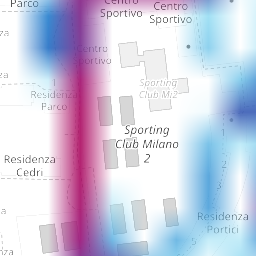 Parco
Centro
Sportivo
Centro
Sportivo
Centro
Sportivo
Sporting
Club Mi2
Residenza
Parco
Sporting
Club Milano
2
Residenza
Cedri
Residenza
Portici